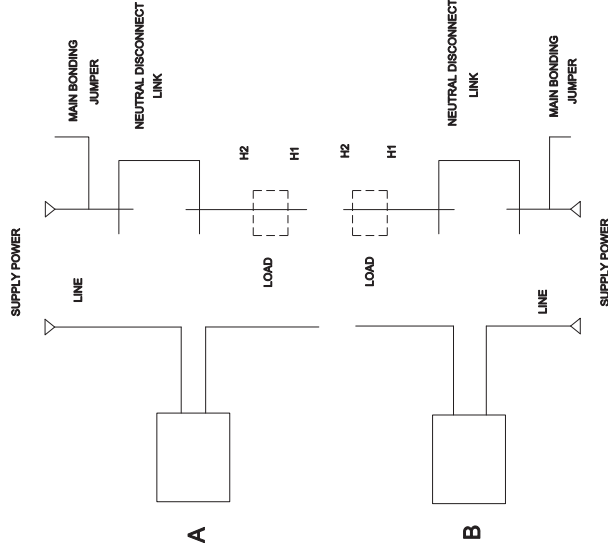 SUPPLY POWER
LINE
MAIN BONDING
JUMPER
NEUTRAL DISCONNECT
LINK
H2
H1
LOAD
A
H2
H1
LOAD
NEUTRAL DISCONNECT
LINK
MAIN BONDING
JUMPER
LINE
SUPPLY POWER
B